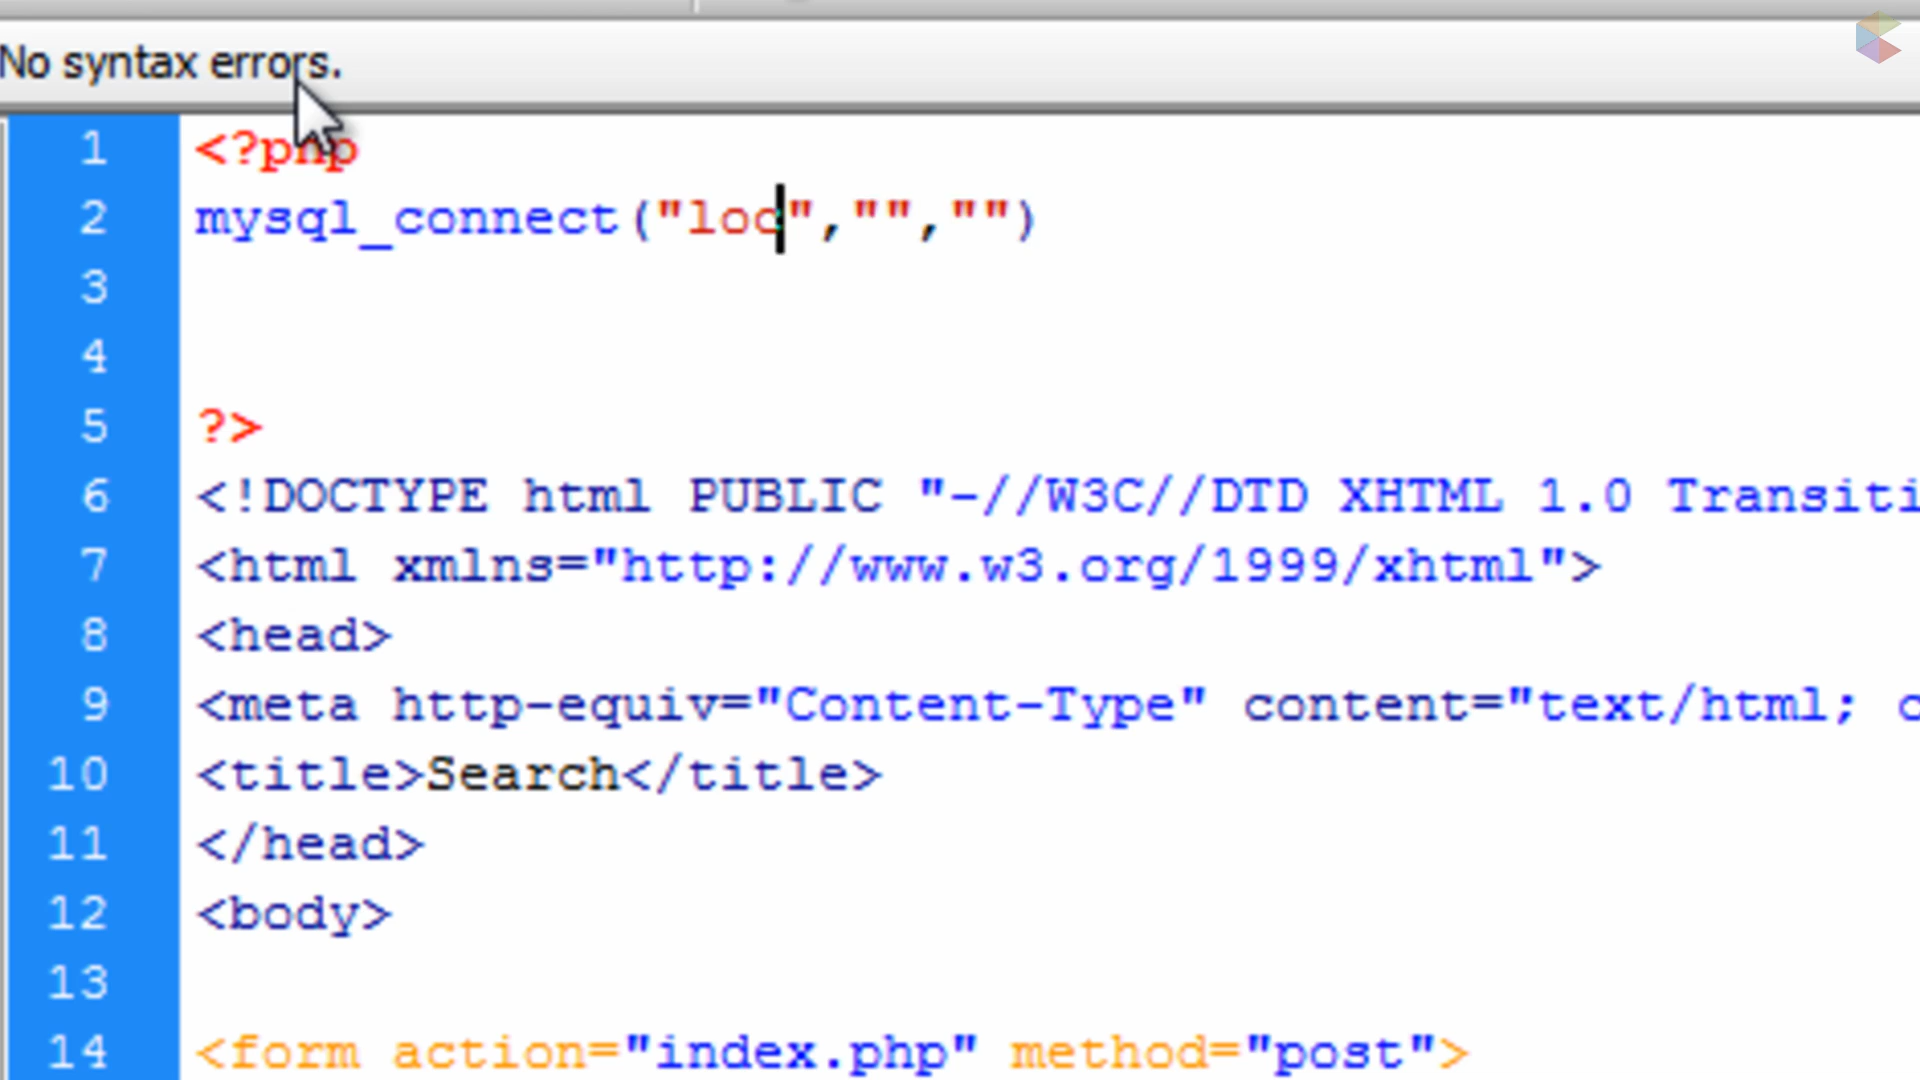 No syntax errors.
1 <?php
2 mysql_connect("loc","","")
3
4
5 ?>
6 <!DOCTYPE html PUBLIC "-//W3C//DTD XHTML 1.0 Transiti
7 <html xmlns="http://www.w3.org/1999/xhtml">
8 <head>
9 <meta http-equiv="Content-Type" content="text/html; c
10 <title>Search</title>
11 </head>
12 <body>
13
14 <form action="index.php" method="post">